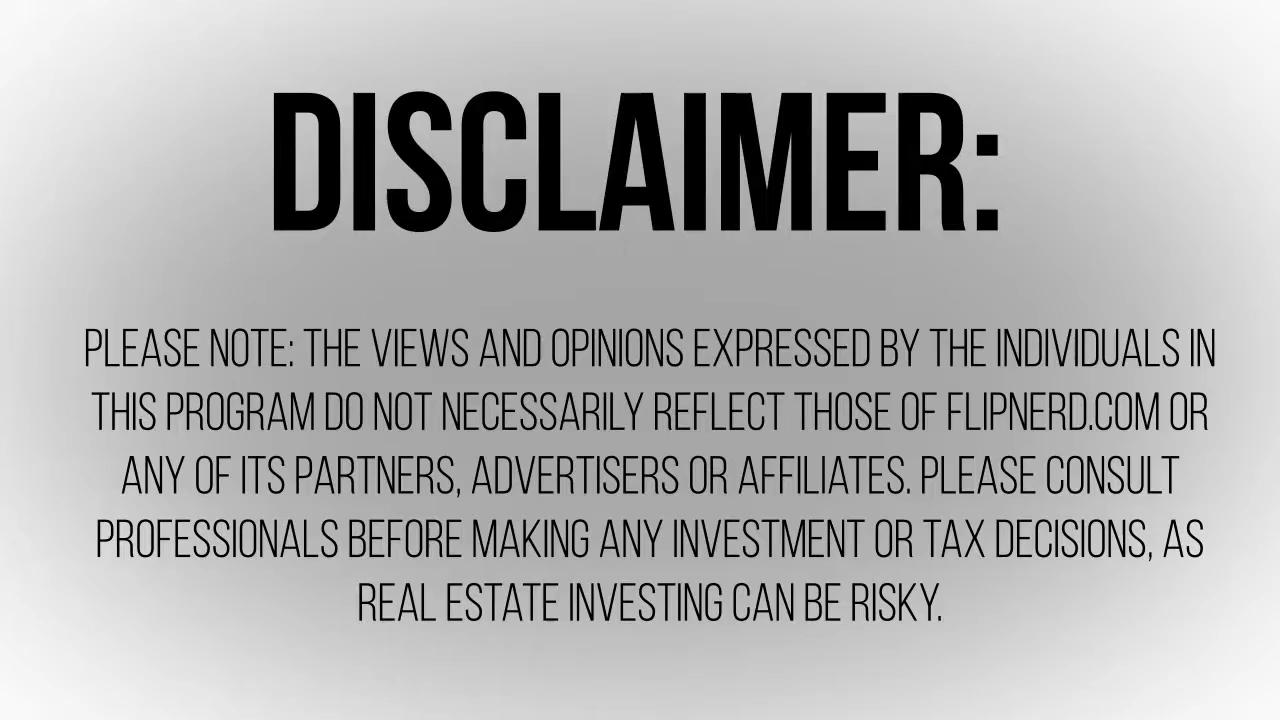 DISCLAIMER:
PLEASE NOTE: THE VIEWS AND OPINIONS EXPRESSED BY THE INDIVIDUALS IN
THIS PROGRAM DO NOT NECESSARILY REFLECT THOSE OF FLIPNERD.COM OR
ANY OF ITS PARTNERS, ADVERTISERS OR AFFILIATES. PLEASE CONSULT
PROFESSIONALS BEFORE MAKING ANY INVESTMENT OR TAX DECISIONS, AS
REAL ESTATE INVESTING CAN BE RISKY.